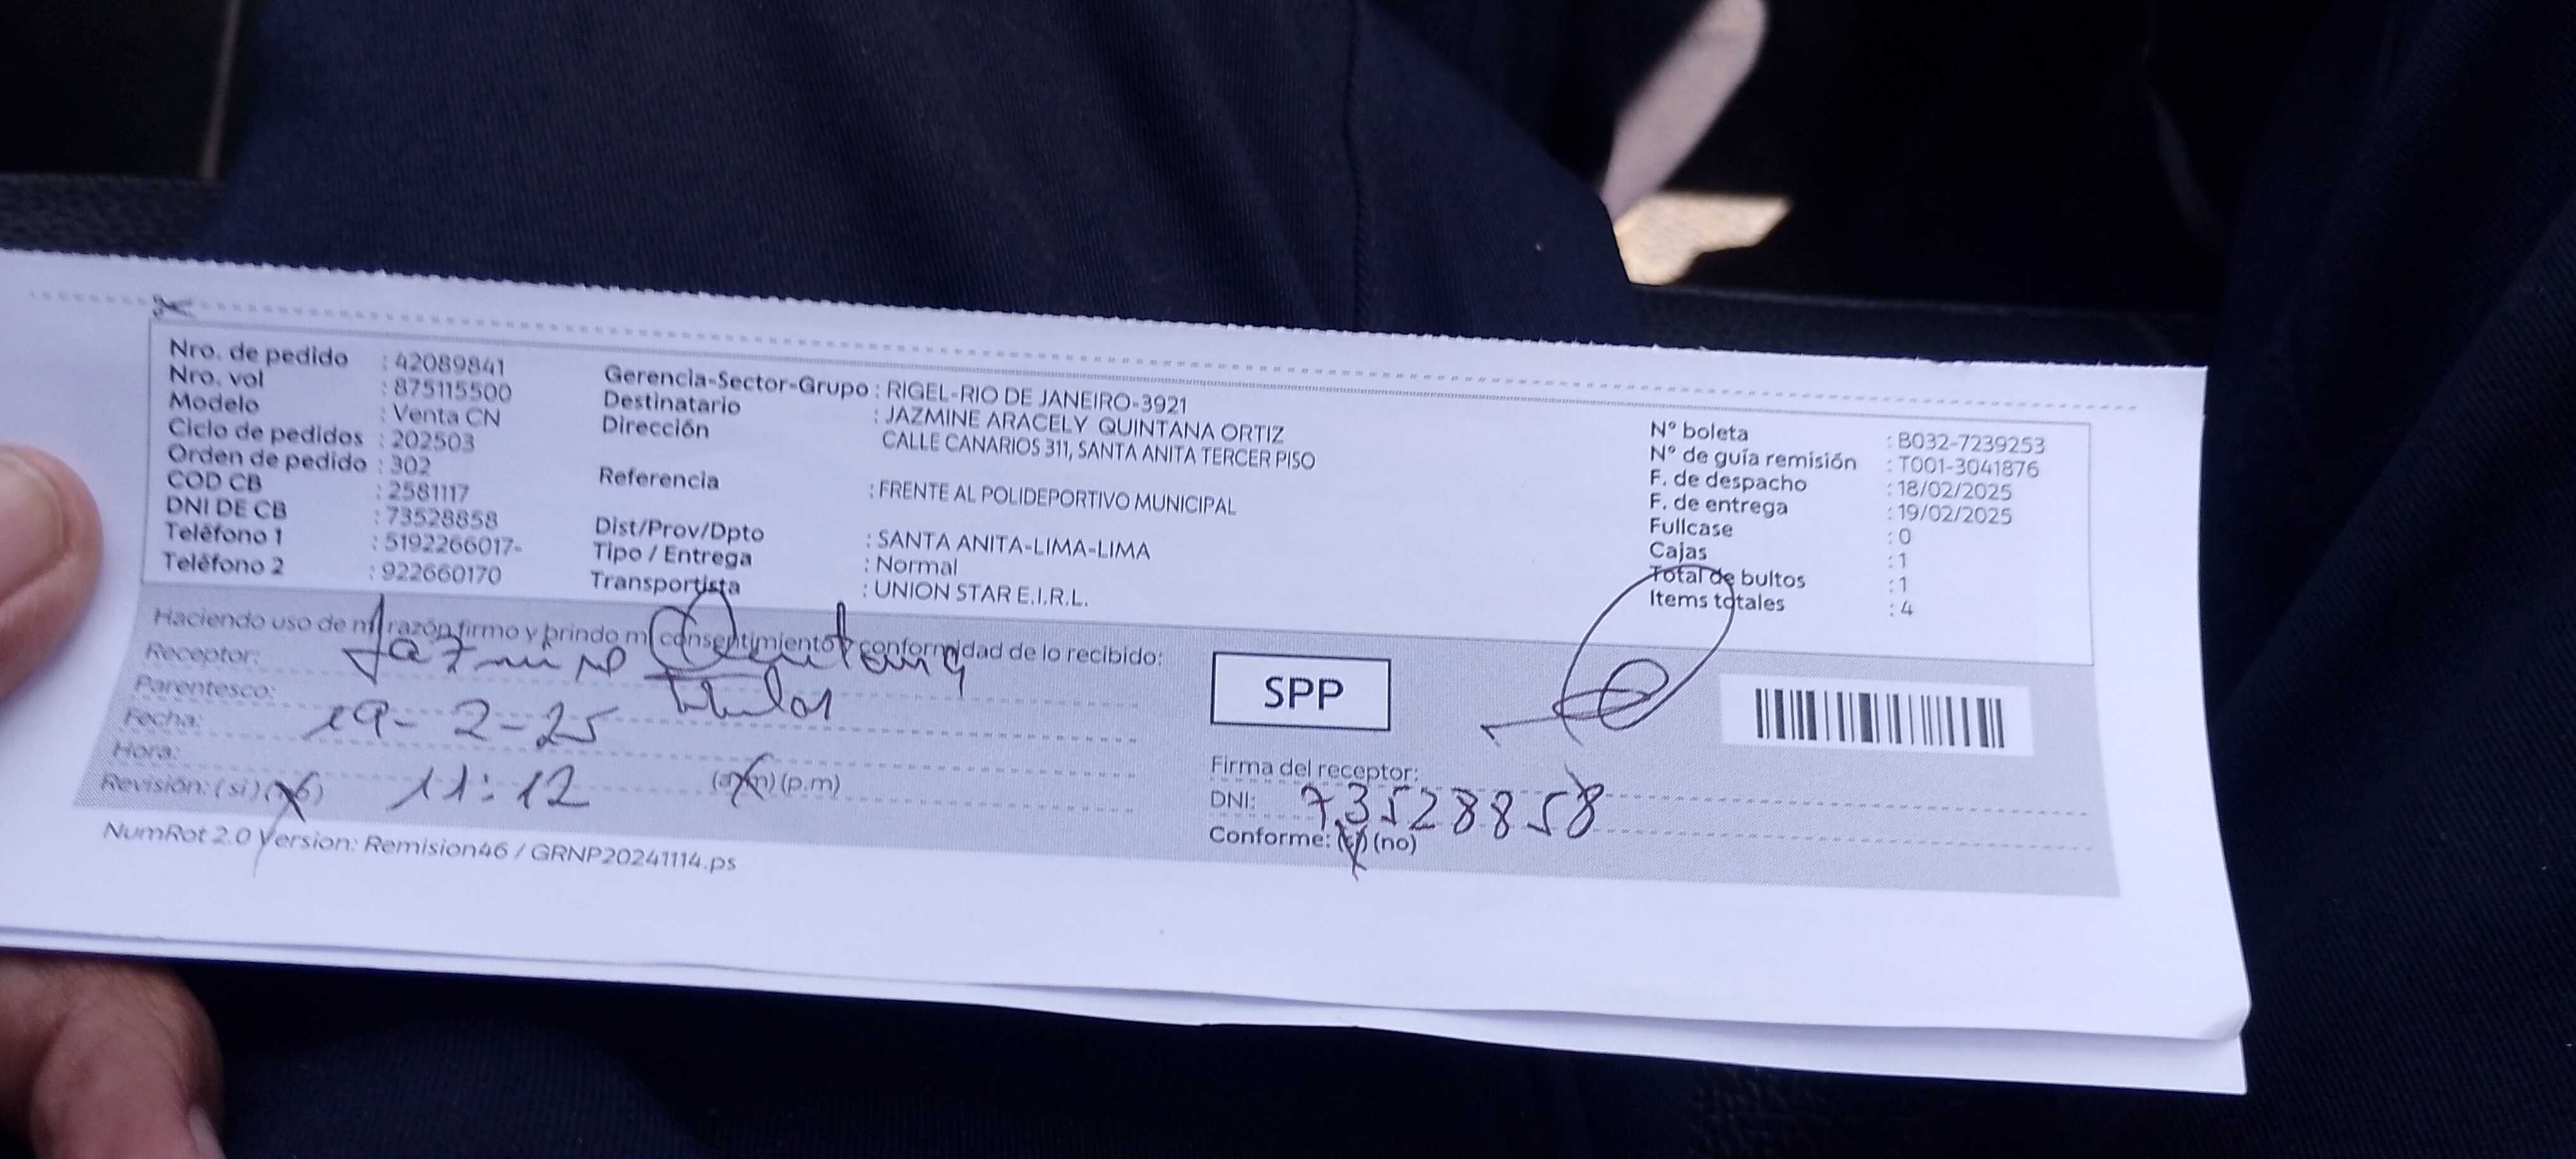 Nro. de pedido : 42089841
Nro. vol : 875115500
Modelo : Venta CN
Ciclo de pedidos : 202503
Orden de pedido : 302
COD CB : 2581117
DNI DE CB : 73528858
Teléfono 1 : 5192266017-
Teléfono 2 : 922660170
Gerencia-Sector-Grupo : RIGEL-RIO DE JANEIRO-3921
Destinatario : JAZMINE ARACELY QUINTANA ORTIZ
Dirección CALLE CANARIOS 311, SANTA ANITA TERCER PISO
Referencia : FRENTE AL POLIDEPORTIVO MUNICIPAL
Dist/Prov/Dpto : SANTA ANITA-LIMA-LIMA
Tipo / Entrega : Normal
Transportista : UNION STAR E.I.R.L.
N° boleta : B032-7239253
N° de guía remisión : T001-3041876
F. de despacho : 18/02/2025
F. de entrega : 19/02/2025
Fullcase : 0
Cajas : 1
Total de bultos : 1
Items totales : 4
Haciendo uso de mi razón firmo y brindo mi consentimiento y conformidad de lo recibido:
Receptor: Jazmine Quintana
Parentesco: titular
Fecha: 19-2-25
Hora: 11:12 (a.m) (p.m)
Revisión: (si) (no)
SPP
Firma del receptor:
DNI: 73528858
Conforme: (si) (no)
NumRot 2.0 Version: Remision46 / GRNP20241114.ps